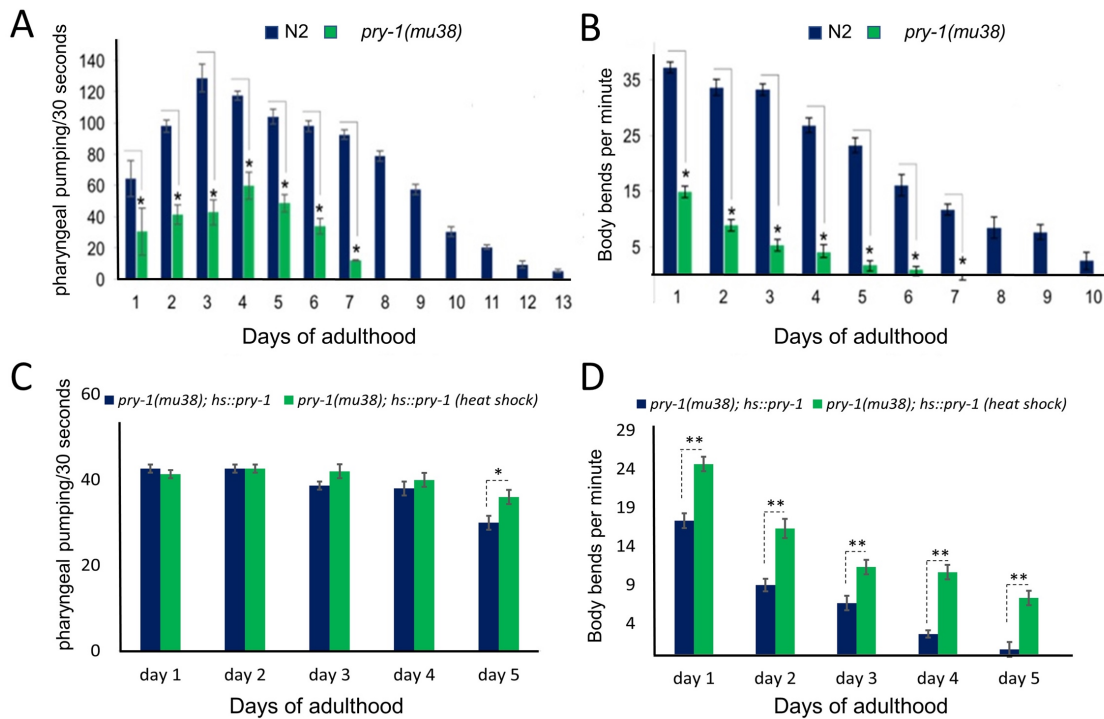 A
N2 pry-1(mu38)
pharyngeal pumping/30 seconds
140
120
100
80
60
40
20
0
* * * * * * *
1 2 3 4 5 6 7 8 9 10 11 12 13
Days of adulthood
B
N2 pry-1(mu38)
Body bends per minute
35
25
15
5
* * * * * * *
1 2 3 4 5 6 7 8 9 10
Days of adulthood
C
pry-1(mu38); hs::pry-1 pry-1(mu38); hs::pry-1 (heat shock)
pharyngeal pumping/30 seconds
60
40
20
0
*
day 1 day 2 day 3 day 4 day 5
Days of adulthood
D
pry-1(mu38); hs::pry-1 pry-1(mu38); hs::pry-1 (heat shock)
Body bends per minute
29
24
19
14
9
4
** ** ** ** **
day 1 day 2 day 3 day 4 day 5
Days of adulthood